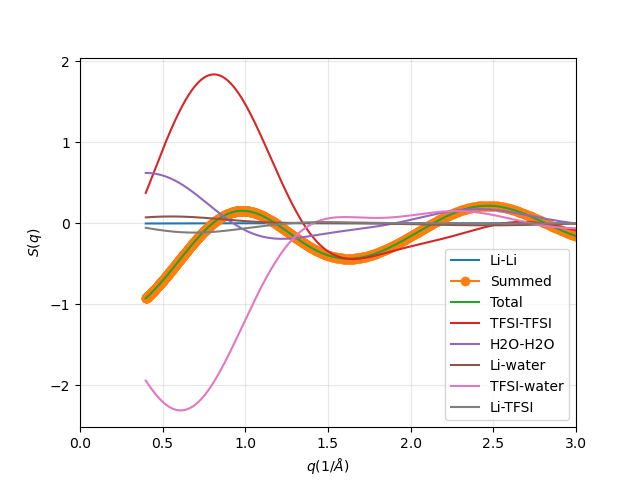 2
1
0
−1
−2
S(q)
0.0 0.5 1.0 1.5 2.0 2.5 3.0
q(1/Å)
Li-Li
Summed
Total
TFSI-TFSI
H2O-H2O
Li-water
TFSI-water
Li-TFSI